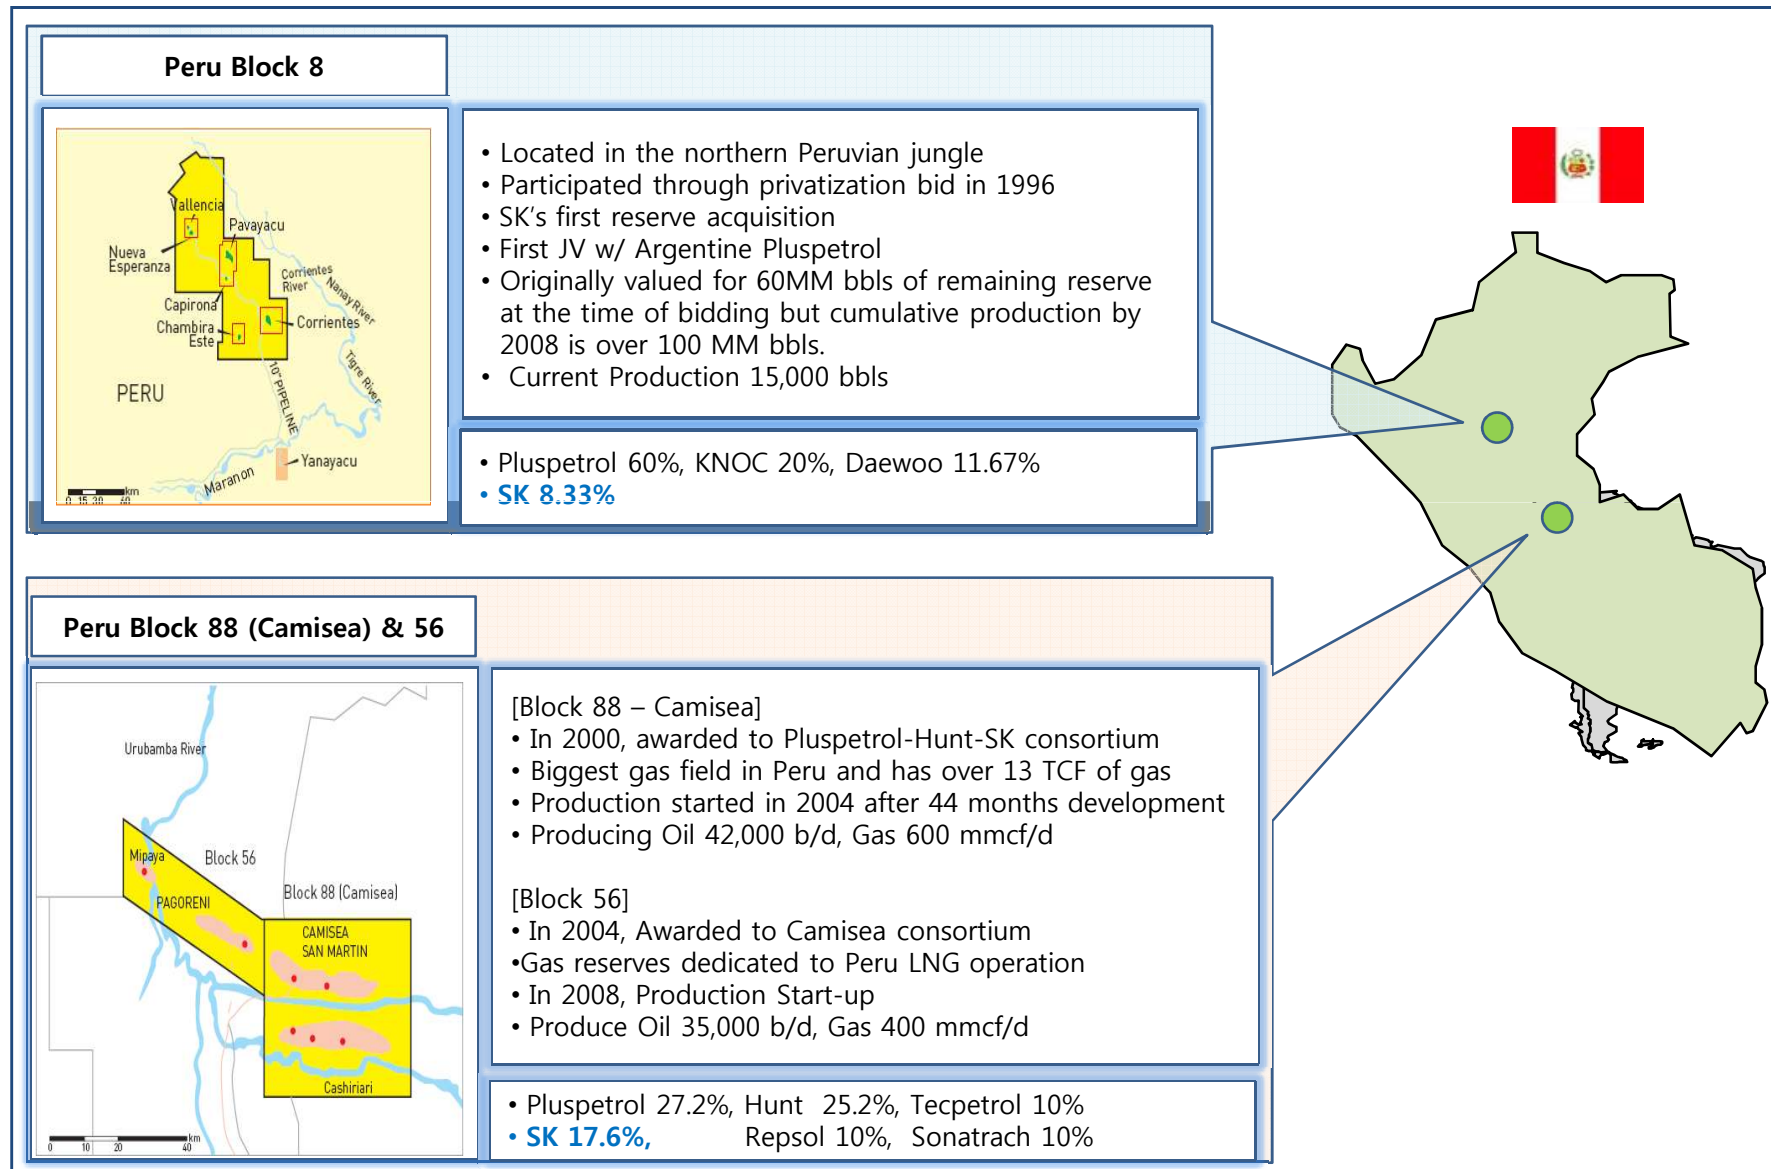 Peru Block 8
Vallencia
Pavayacu
Nueva
Esperanza
Corrientes
River
Nanay River
Capirona
Corrientes
Chambira
Este
Tigre River
10" PIPELINE
PERU
Yanayacu
Maranon
km
• Located in the northern Peruvian jungle
• Participated through privatization bid in 1996
• SK's first reserve acquisition
• First JV w/ Argentine Pluspetrol
• Originally valued for 60MM bbls of remaining reserve
at the time of bidding but cumulative production by
2008 is over 100 MM bbls.
• Current Production 15,000 bbls
• Pluspetrol 60%, KNOC 20%, Daewoo 11.67%
• SK 8.33%
Peru Block 88 (Camisea) & 56
Urubamba River
Mipaya
Block 56
PAGORENI
Block 88 (Camisea)
CAMISEA
SAN MARTIN
Cashiriari
km
0 10 20 40
[Block 88 – Camisea]
• In 2000, awarded to Pluspetrol-Hunt-SK consortium
• Biggest gas field in Peru and has over 13 TCF of gas
• Production started in 2004 after 44 months development
• Producing Oil 42,000 b/d, Gas 600 mmcf/d
[Block 56]
• In 2004, Awarded to Camisea consortium
•Gas reserves dedicated to Peru LNG operation
• In 2008, Production Start-up
• Produce Oil 35,000 b/d, Gas 400 mmcf/d
• Pluspetrol 27.2%, Hunt 25.2%, Tecpetrol 10%
• SK 17.6%, Repsol 10%, Sonatrach 10%